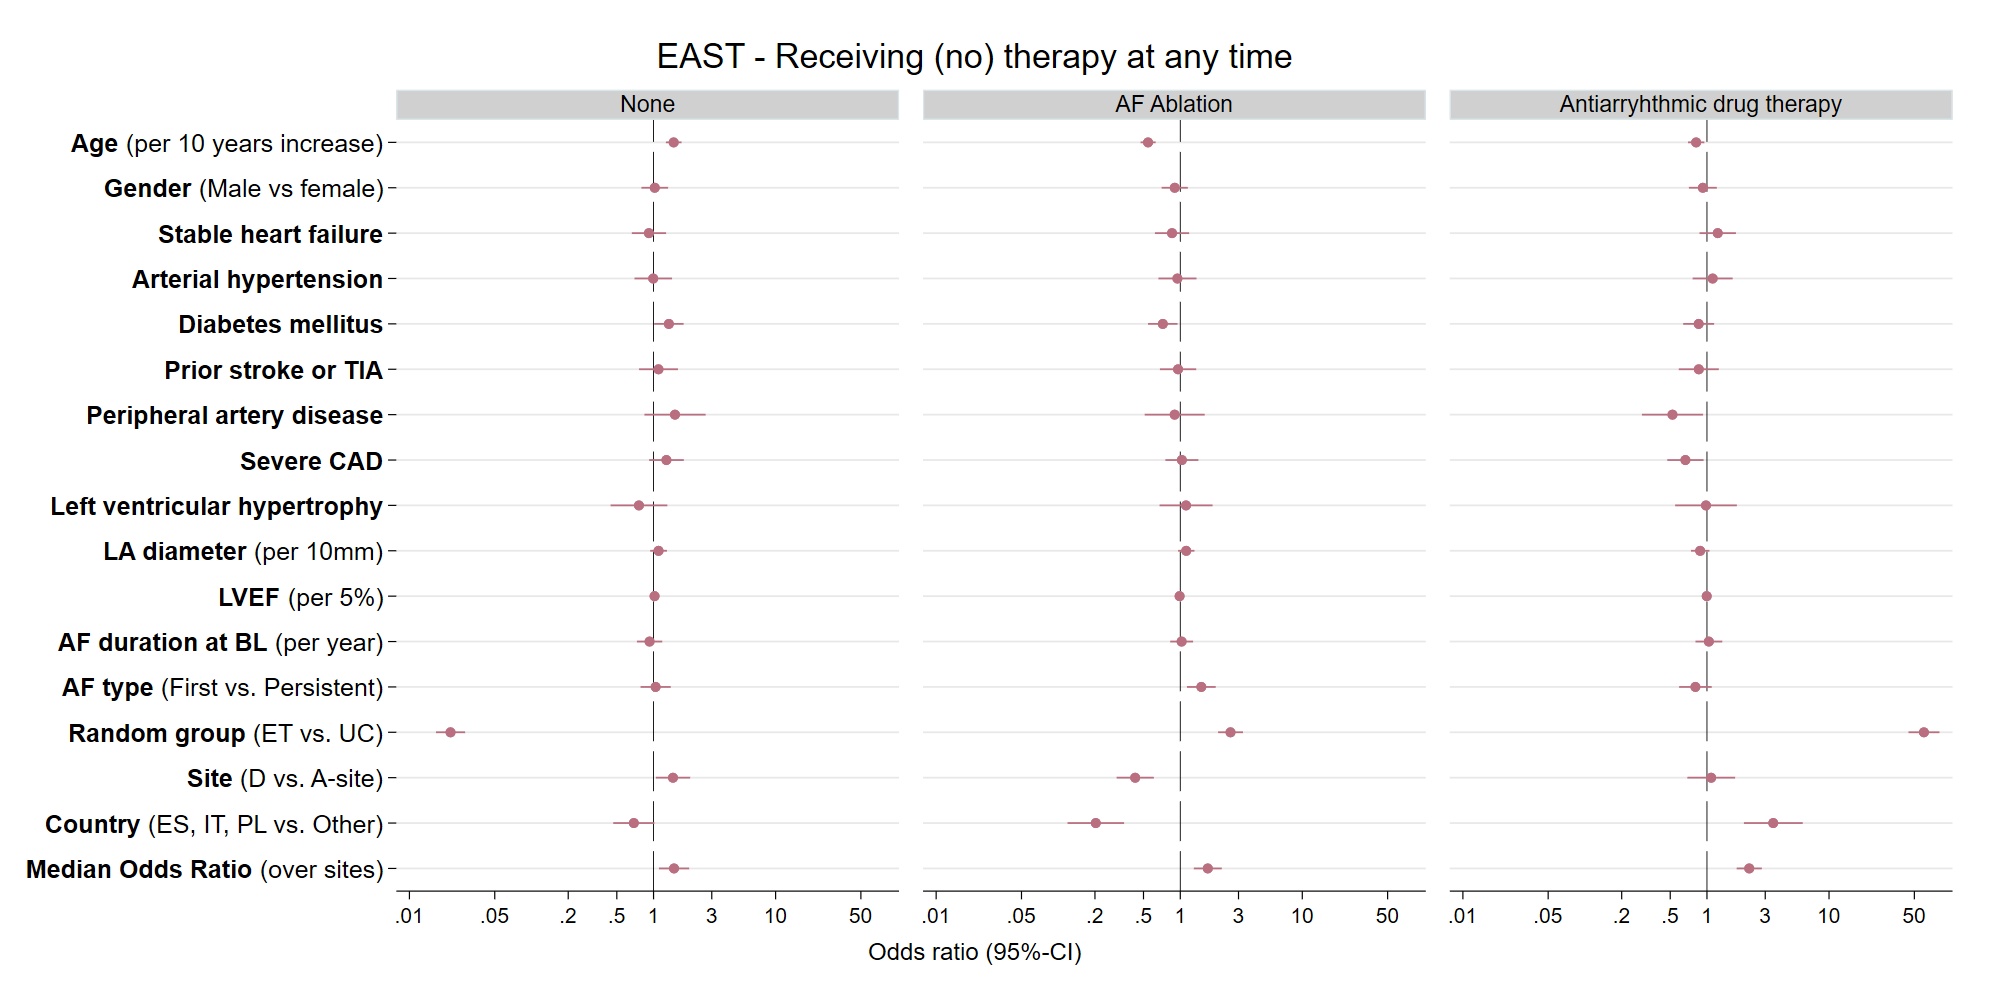 EAST - Receiving (no) therapy at any time
None
AF Ablation
Antiarryhthmic drug therapy
Age (per 10 years increase)
Gender (Male vs female)
Stable heart failure
Arterial hypertension
Diabetes mellitus
Prior stroke or TIA
Peripheral artery disease
Severe CAD
Left ventricular hypertrophy
LA diameter (per 10mm)
LVEF (per 5%)
AF duration at BL (per year)
AF type (First vs. Persistent)
Random group (ET vs. UC)
Site (D vs. A-site)
Country (ES, IT, PL vs. Other)
Median Odds Ratio (over sites)
.01 .05 .2 .5 1 3 10 50
.01 .05 .2 .5 1 3 10 50
.01 .05 .2 .5 1 3 10 50
Odds ratio (95%-CI)